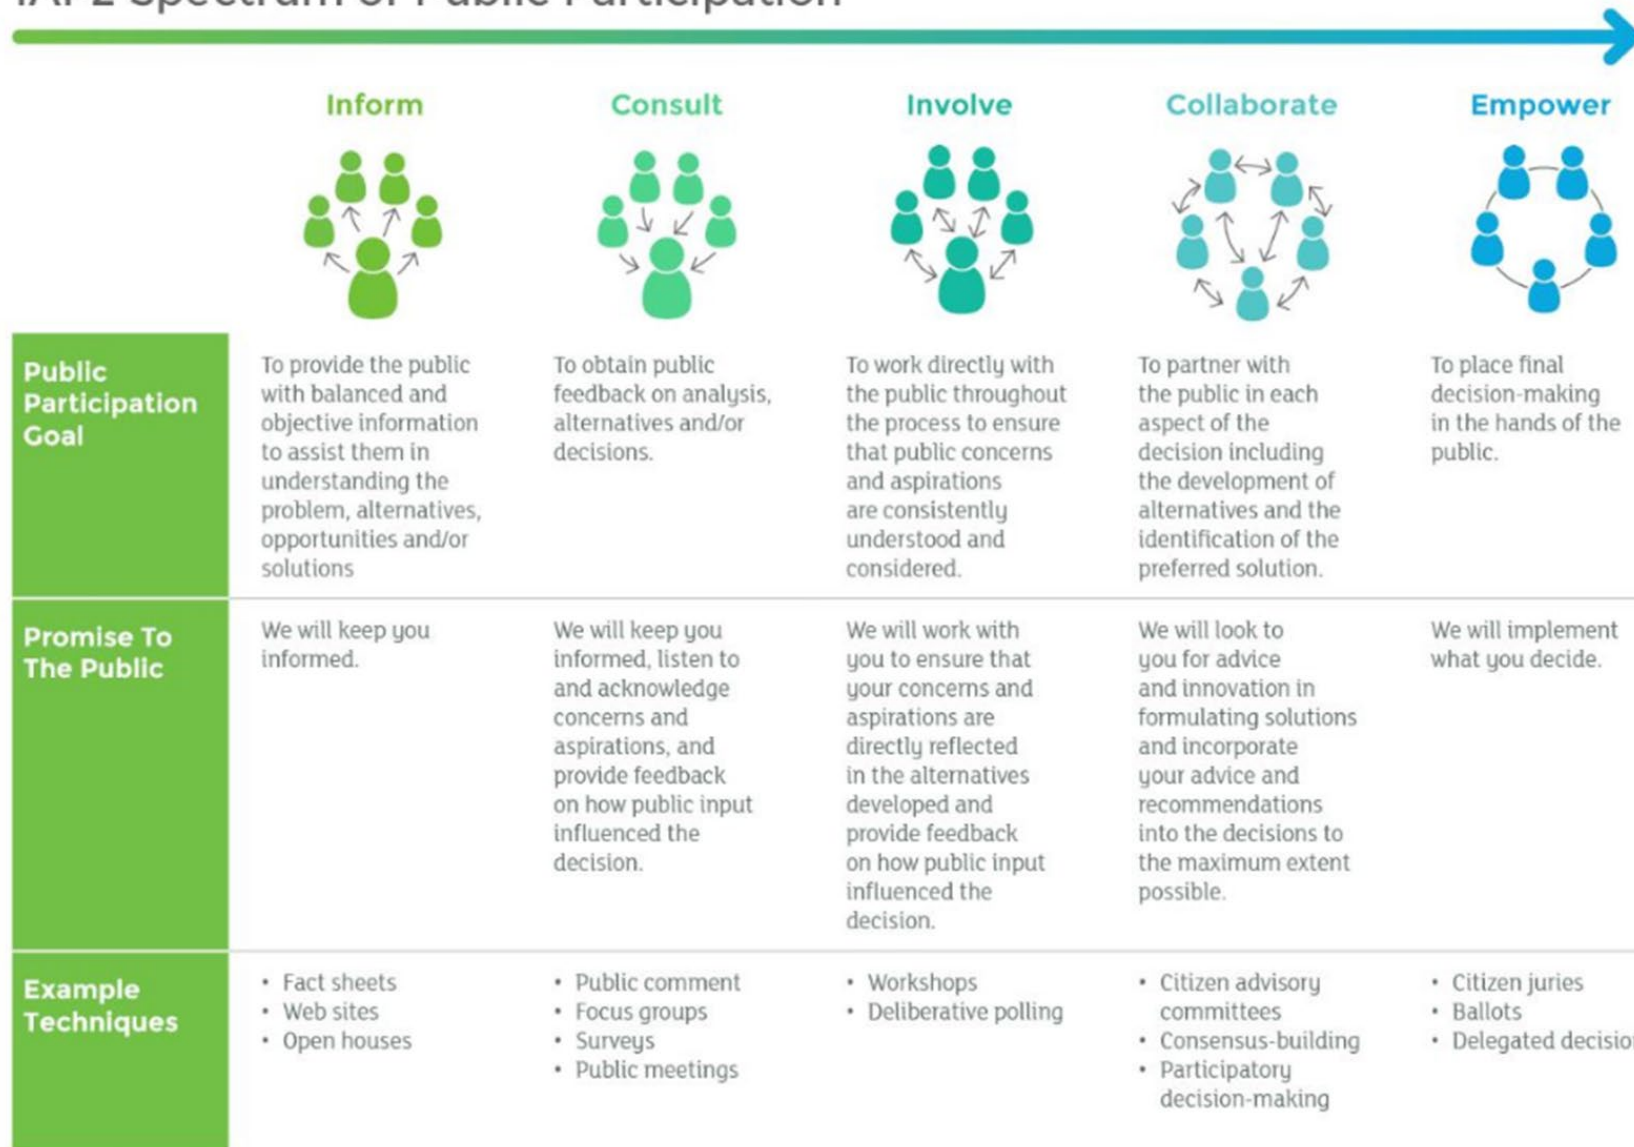 IAP2 Spectrum of Public Participation
Inform
Consult
Involve
Collaborate
Empower
Public
Participation
Goal
To provide the public
with balanced and
objective information
to assist them in
understanding the
problem, alternatives,
opportunities and/or
solutions
To obtain public
feedback on analysis,
alternatives and/or
decisions.
To work directly with
the public throughout
the process to ensure
that public concerns
and aspirations
are consistently
understood and
considered.
To partner with
the public in each
aspect of the
decision including
the development of
alternatives and the
identification of the
preferred solution.
To place final
decision-making
in the hands of the
public.
Promise To
The Public
We will keep you
informed.
We will keep you
informed, listen to
and acknowledge
concerns and
aspirations, and
provide feedback
on how public input
influenced the
decision.
We will work with
you to ensure that
your concerns and
aspirations are
directly reflected
in the alternatives
developed and
provide feedback
on how public input
influenced the
decision.
We will look to
you for advice
and innovation in
formulating solutions
and incorporate
your advice and
recommendations
into the decisions to
the maximum extent
possible.
We will implement
what you decide.
Example
Techniques
• Fact sheets
• Web sites
• Open houses
• Public comment
• Focus groups
• Surveys
• Public meetings
• Workshops
• Deliberative polling
• Citizen advisory
committees
• Consensus-building
• Participatory
decision-making
• Citizen juries
• Ballots
• Delegated decisio